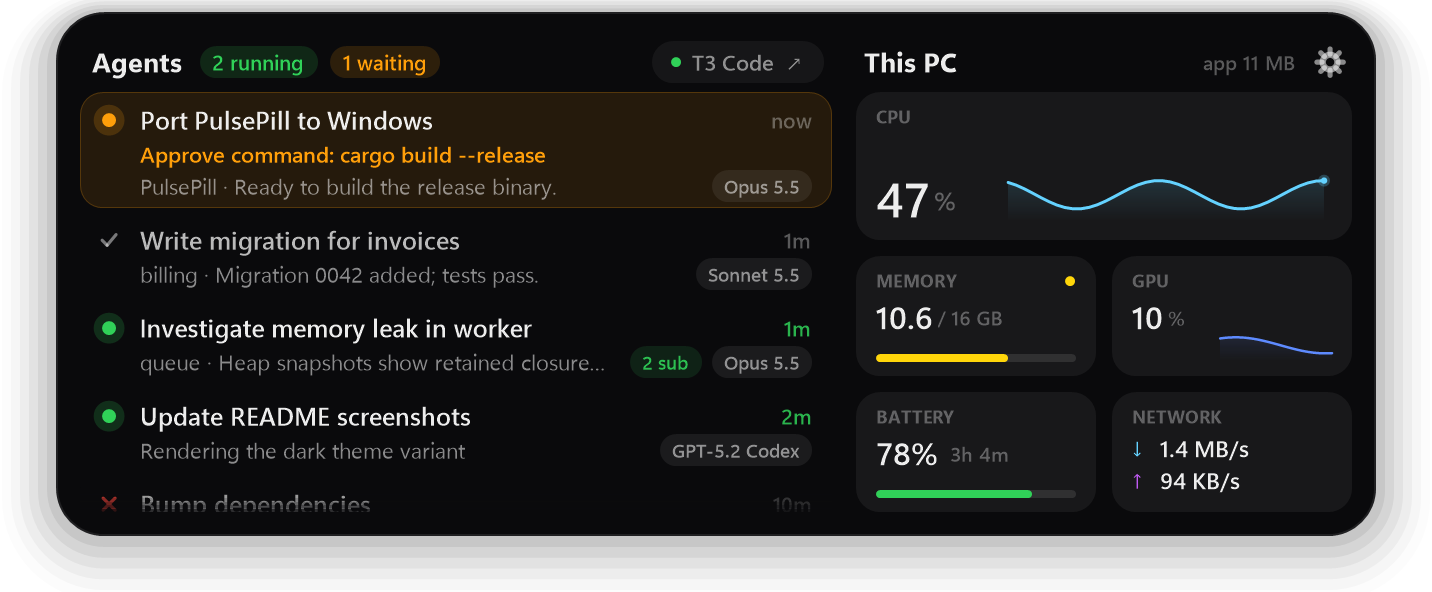 Agents 2 running 1 waiting T3 Code ↗
Port PulsePill to Windows now
Approve command: cargo build --release
PulsePill · Ready to build the release binary. Opus 5.5
Write migration for invoices 1m
billing · Migration 0042 added; tests pass. Sonnet 5.5
Investigate memory leak in worker 1m
queue · Heap snapshots show retained closure... 2 sub Opus 5.5
Update README screenshots 2m
Rendering the dark theme variant GPT-5.2 Codex
Bump dependencies 10m
This PC app 11 MB
CPU
47 %
MEMORY
10.6 / 16 GB
GPU
10 %
BATTERY
78% 3h 4m
NETWORK
↓ 1.4 MB/s
↑ 94 KB/s